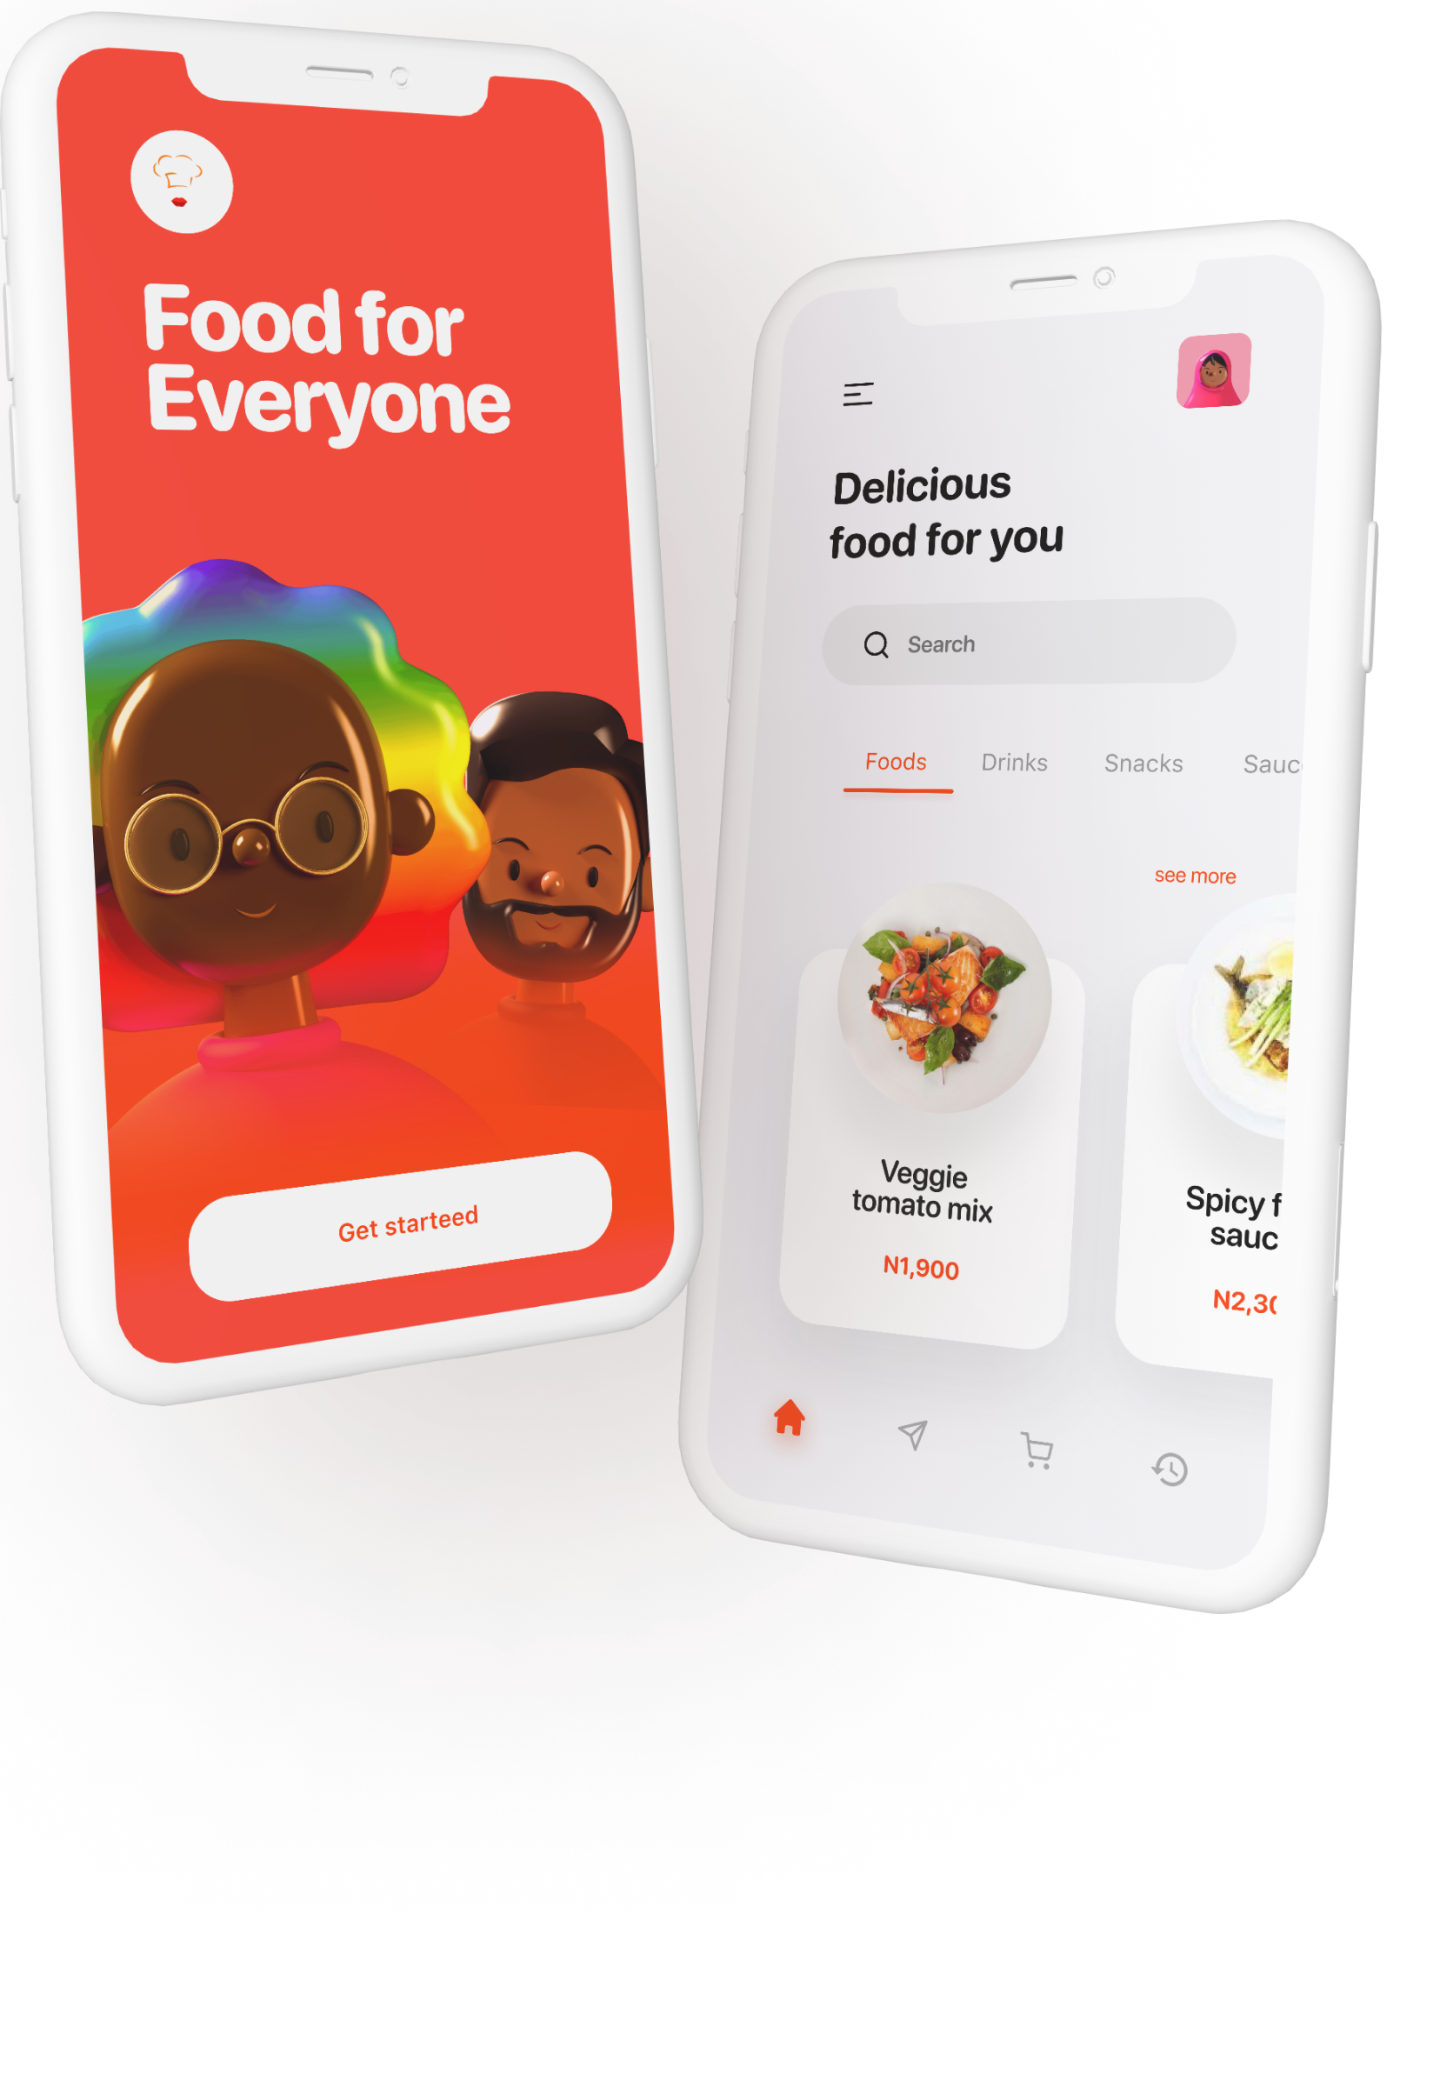 Food for
Everyone
Get starteed
Delicious
food for you
Search
Foods Drinks Snacks Sauc
see more
Veggie
tomato mix
N1,900
Spicy f
sauc
N2,30